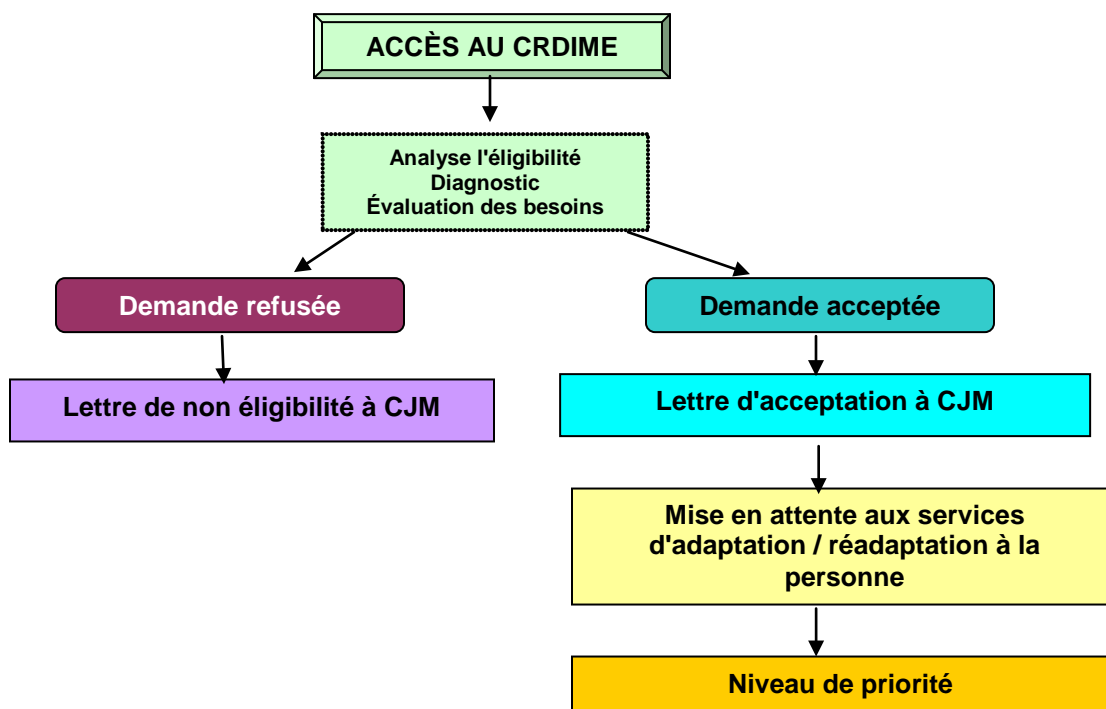 ACCÈS AU CRDIME
Analyse l'éligibilité
Diagnostic
Évaluation des besoins
Demande refusée
Demande acceptée
Lettre de non éligibilité à CJM
Lettre d'acceptation à CJM
Mise en attente aux services
d'adaptation / réadaptation à la
personne
Niveau de priorité